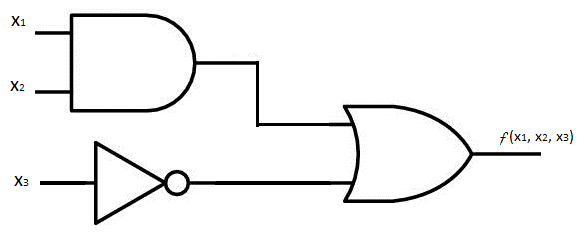 x1
x2
x3
f(x1, x2, x3)